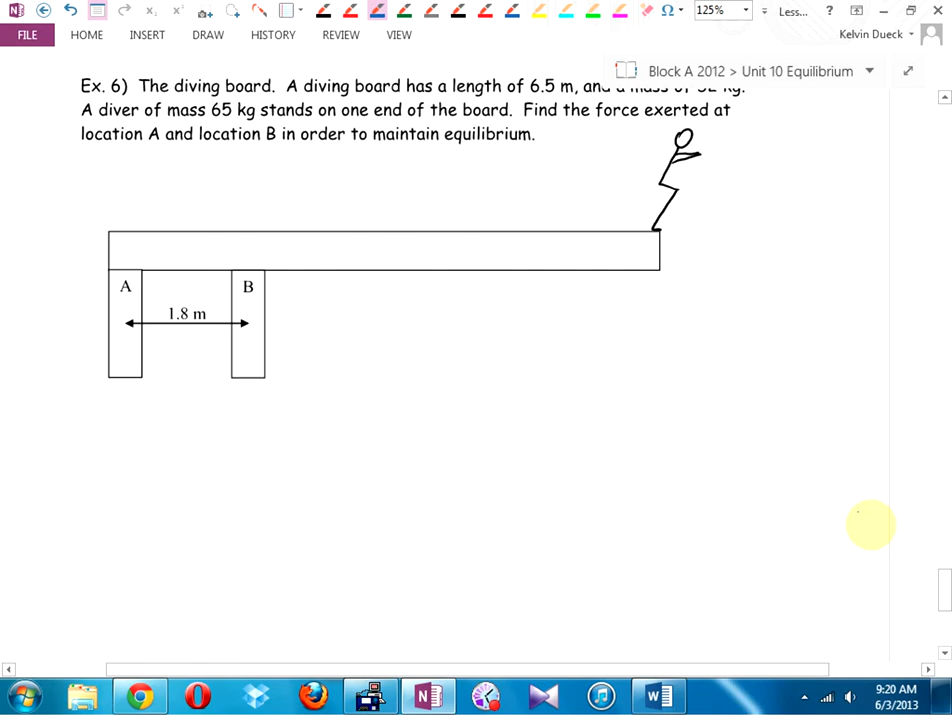 125%
Less...
?
FILE
HOME
INSERT
DRAW
HISTORY
REVIEW
VIEW
Kelvin Dueck
Block A 2012 > Unit 10 Equilibrium
Ex. 6) The diving board. A diving board has a length of 6.5 m, and a mass of kg.
A diver of mass 65 kg stands on one end of the board. Find the force exerted at
location A and location B in order to maintain equilibrium.
A
B
1.8 m
9:20 AM
6/3/2013